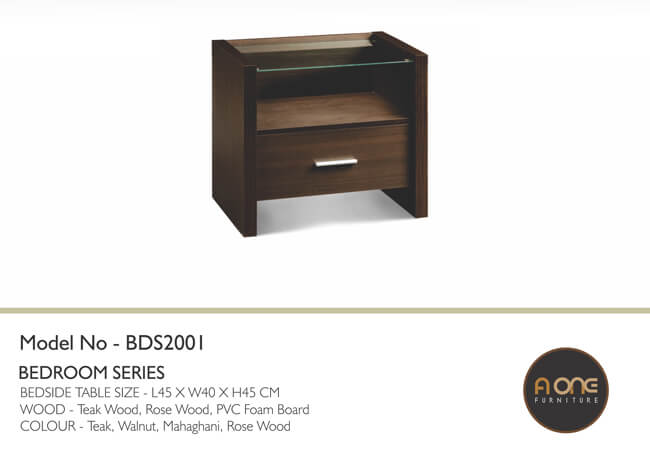 Model No - BDS2001
BEDROOM SERIES
BEDSIDE TABLE SIZE - L45 X W40 X H45 CM
WOOD - Teak Wood, Rose Wood, PVC Foam Board
COLOUR - Teak, Walnut, Mahaghani, Rose Wood
A ONE
FURNITURE